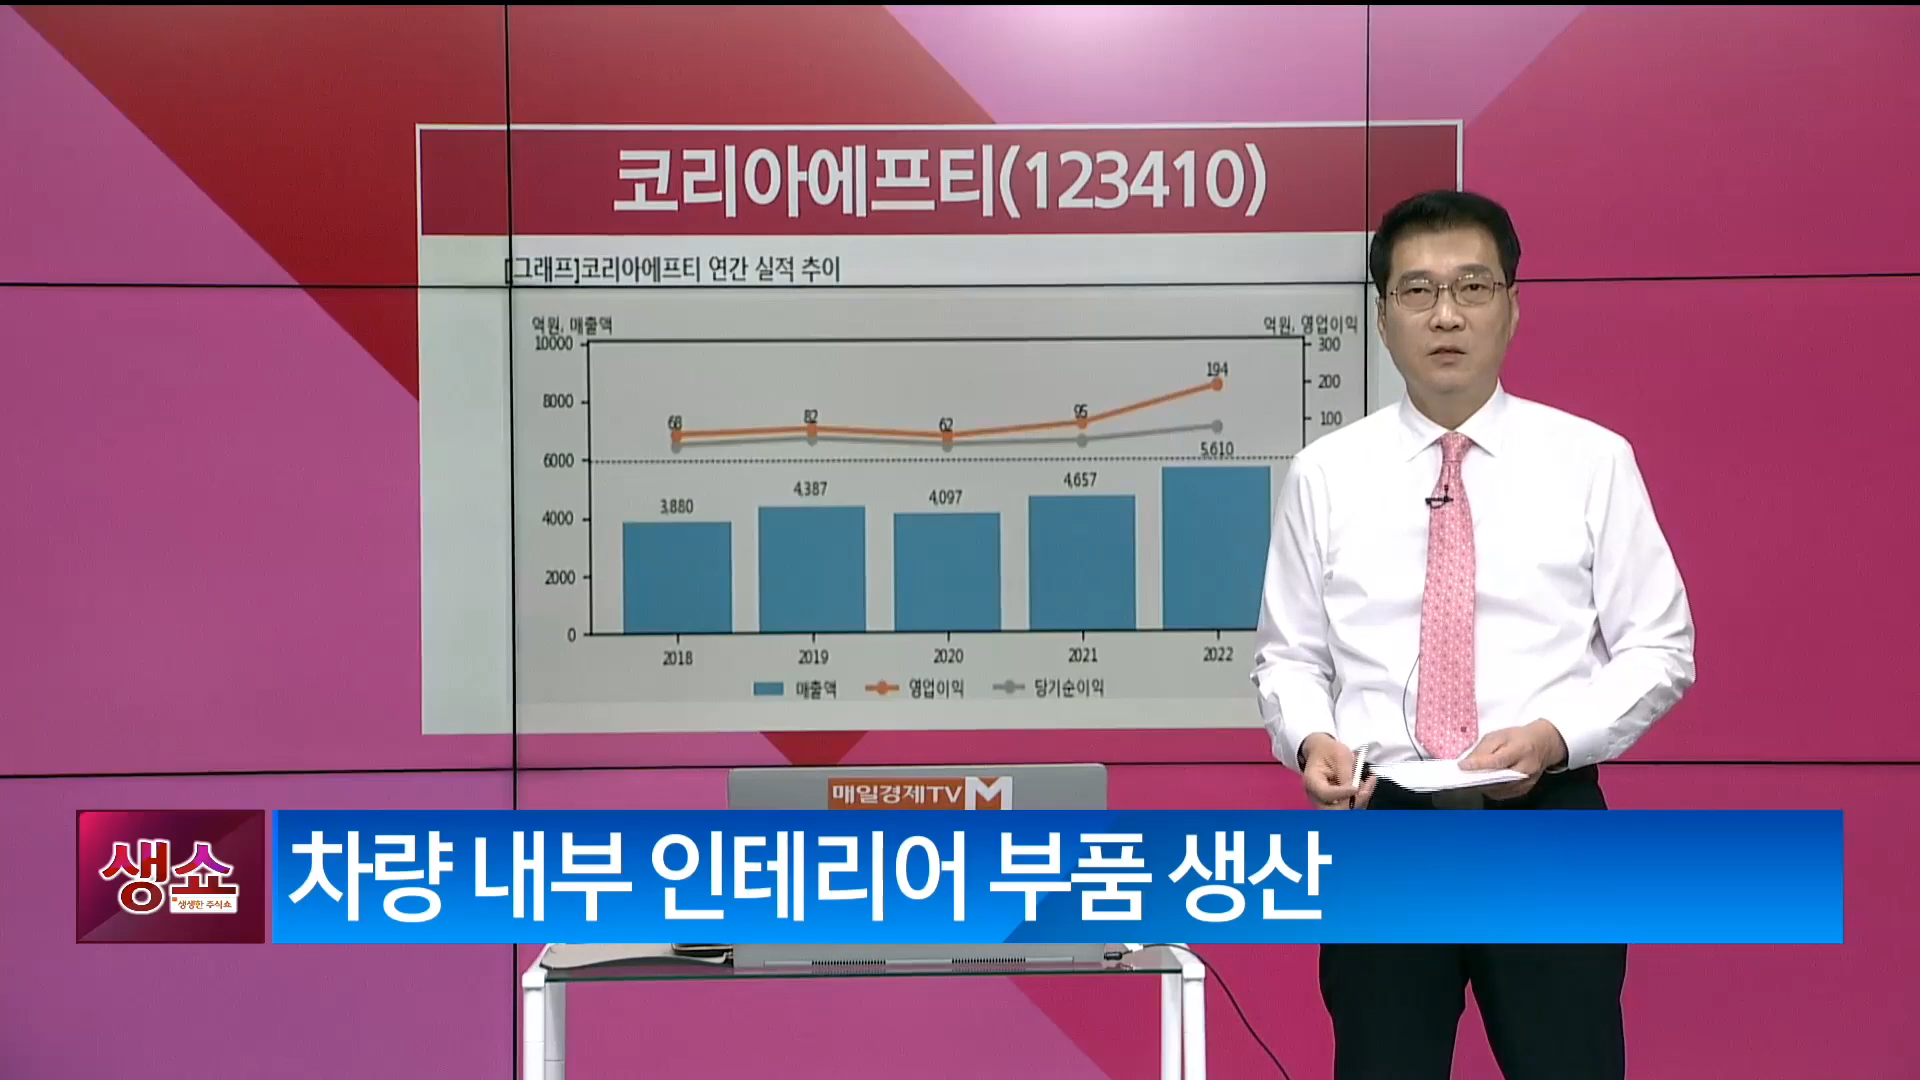 코리아에프티(123410)
[그래프]코리아에프티 연간 실적 추이
억원, 매출액
억원, 영업이익
10000
8000
6000
4000
2000
0
300
200
100
68
82
62
95
194
3,880
4,387
4,097
4,657
5,610
2018
2019
2020
2021
2022
매출액
영업이익
당기순이익
매일경제TV M
생쇼
생생한 주식쇼
차량 내부 인테리어 부품 생산